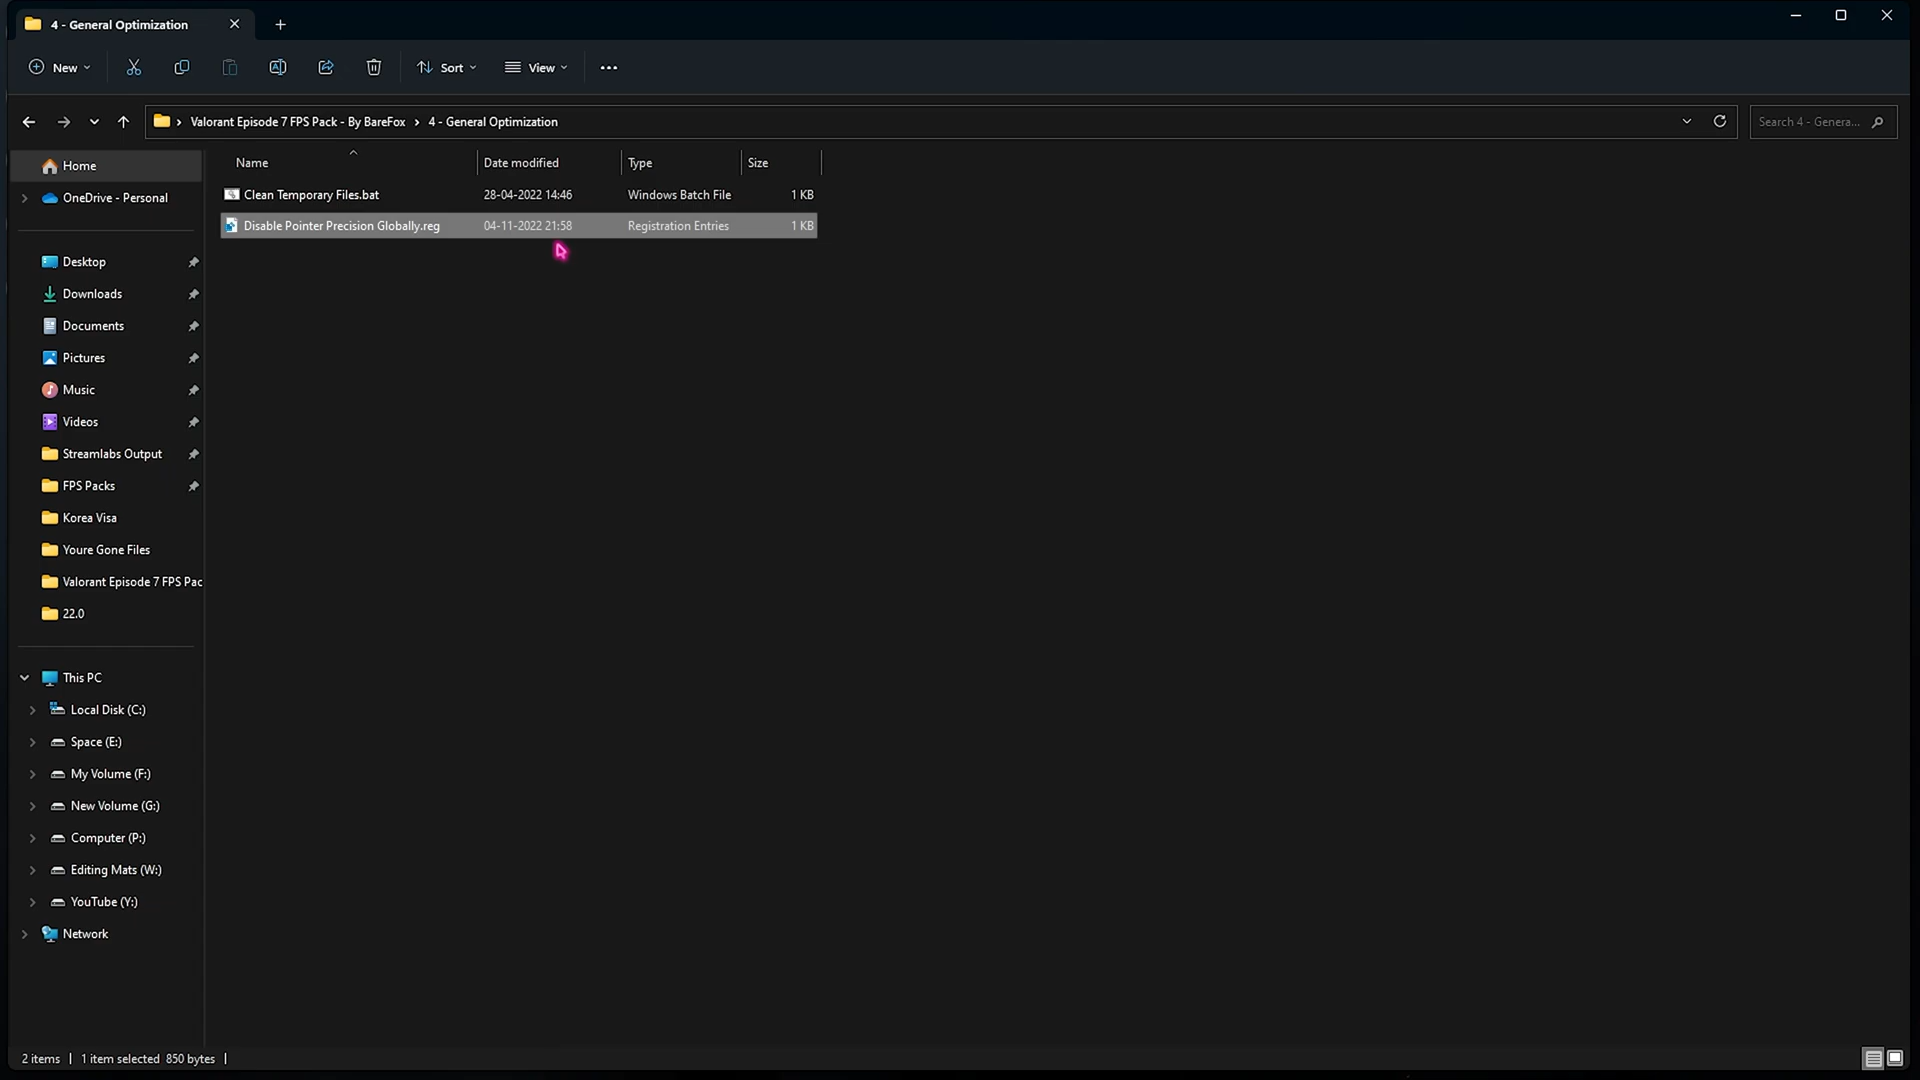 4 - General Optimization
New
Sort
View
Valorant Episode 7 FPS Pack - By BareFox > 4 - General Optimization
Search 4 - Genera...
Name Date modified Type Size
Clean Temporary Files.bat 28-04-2022 14:46 Windows Batch File 1 KB
Disable Pointer Precision Globally.reg 04-11-2022 21:58 Registration Entries 1 KB
Home
OneDrive - Personal
Desktop
Downloads
Documents
Pictures
Music
Videos
Streamlabs Output
FPS Packs
Korea Visa
Youre Gone Files
Valorant Episode 7 FPS Pac
22.0
This PC
Local Disk (C:)
Space (E:)
My Volume (F:)
New Volume (G:)
Computer (P:)
Editing Mats (W:)
YouTube (Y:)
Network
2 items | 1 item selected 850 bytes |